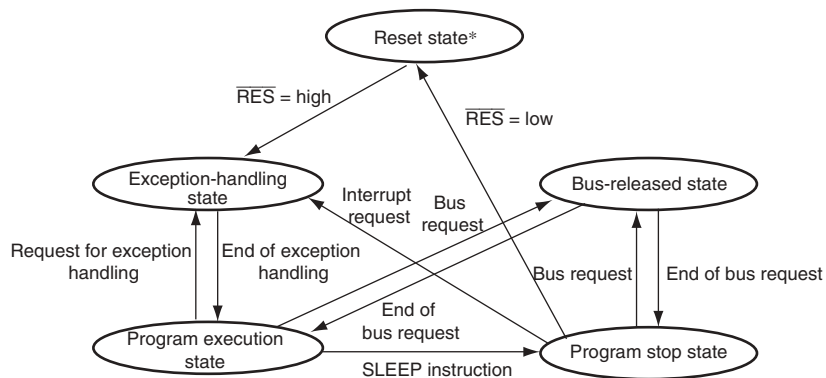 Reset state*
R̅E̅S̅ = high
R̅E̅S̅ = low
Exception-handling
state
Interrupt
request
Bus
request
Bus-released state
Request for exception
handling
End of exception
handling
Bus request
End of bus request
End of
bus request
Program execution
state
SLEEP instruction
Program stop state